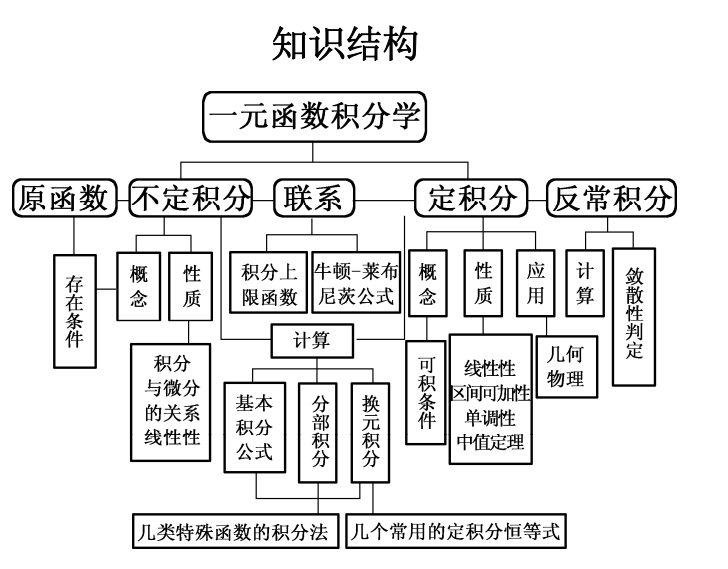 知识结构
一元函数积分学
原函数
不定积分
联系
定积分
反常积分
存在条件
概念
性质
积分上
限函数
牛顿-莱布
尼茨公式
概念
性质
应用
计算
敛散性判定
积分
与微分
的关系
线性性
计算
可积条件
线性性
区间可加性
单调性
中值定理
几何
物理
基本
积分
公式
分部积分
换元积分
几类特殊函数的积分法
几个常用的定积分恒等式